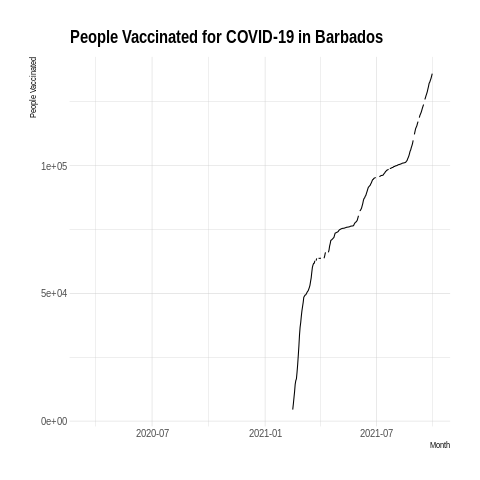 People Vaccinated for COVID-19 in Barbados
People Vaccinated
1e+05
5e+04
0e+00
2020-07 2021-01 2021-07
Month